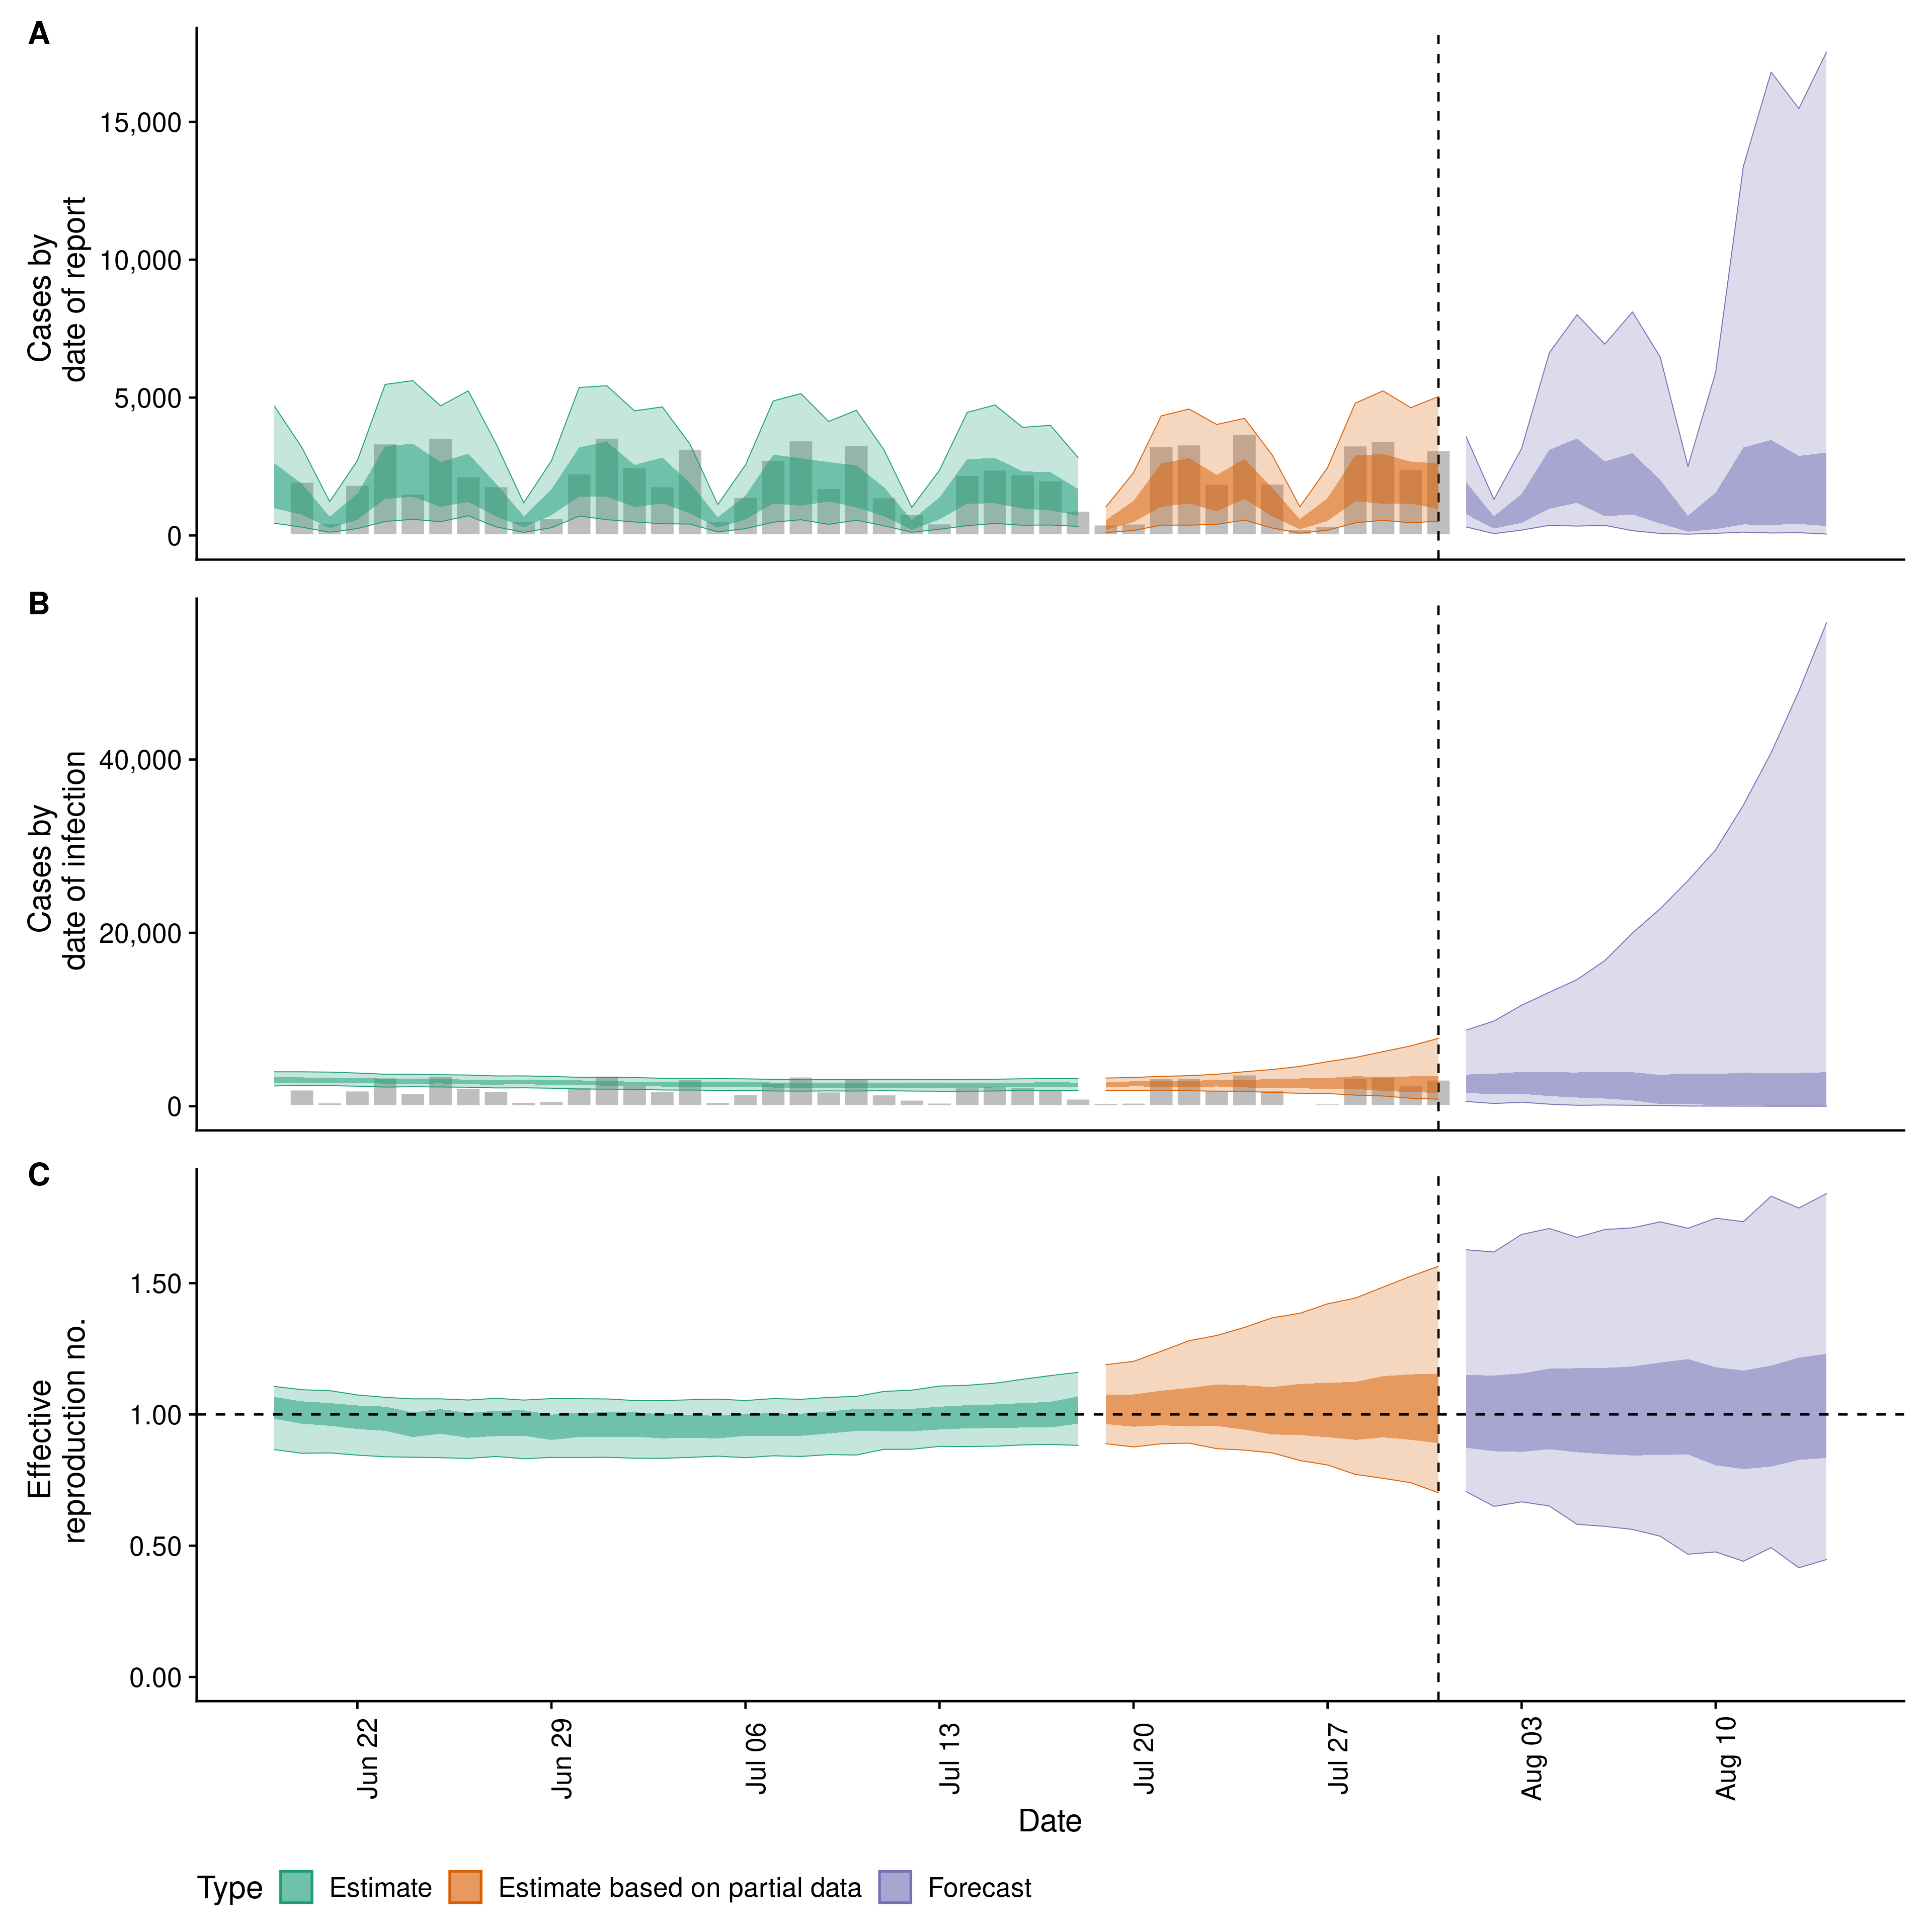 A
Cases by
date of report
15,000
10,000
5,000
0
B
Cases by
date of infection
40,000
20,000
0
C
Effective
reproduction no.
1.50
1.00
0.50
0.00
Jun 22
Jun 29
Jul 06
Jul 13
Jul 20
Jul 27
Aug 03
Aug 10
Date
Type Estimate Estimate based on partial data Forecast